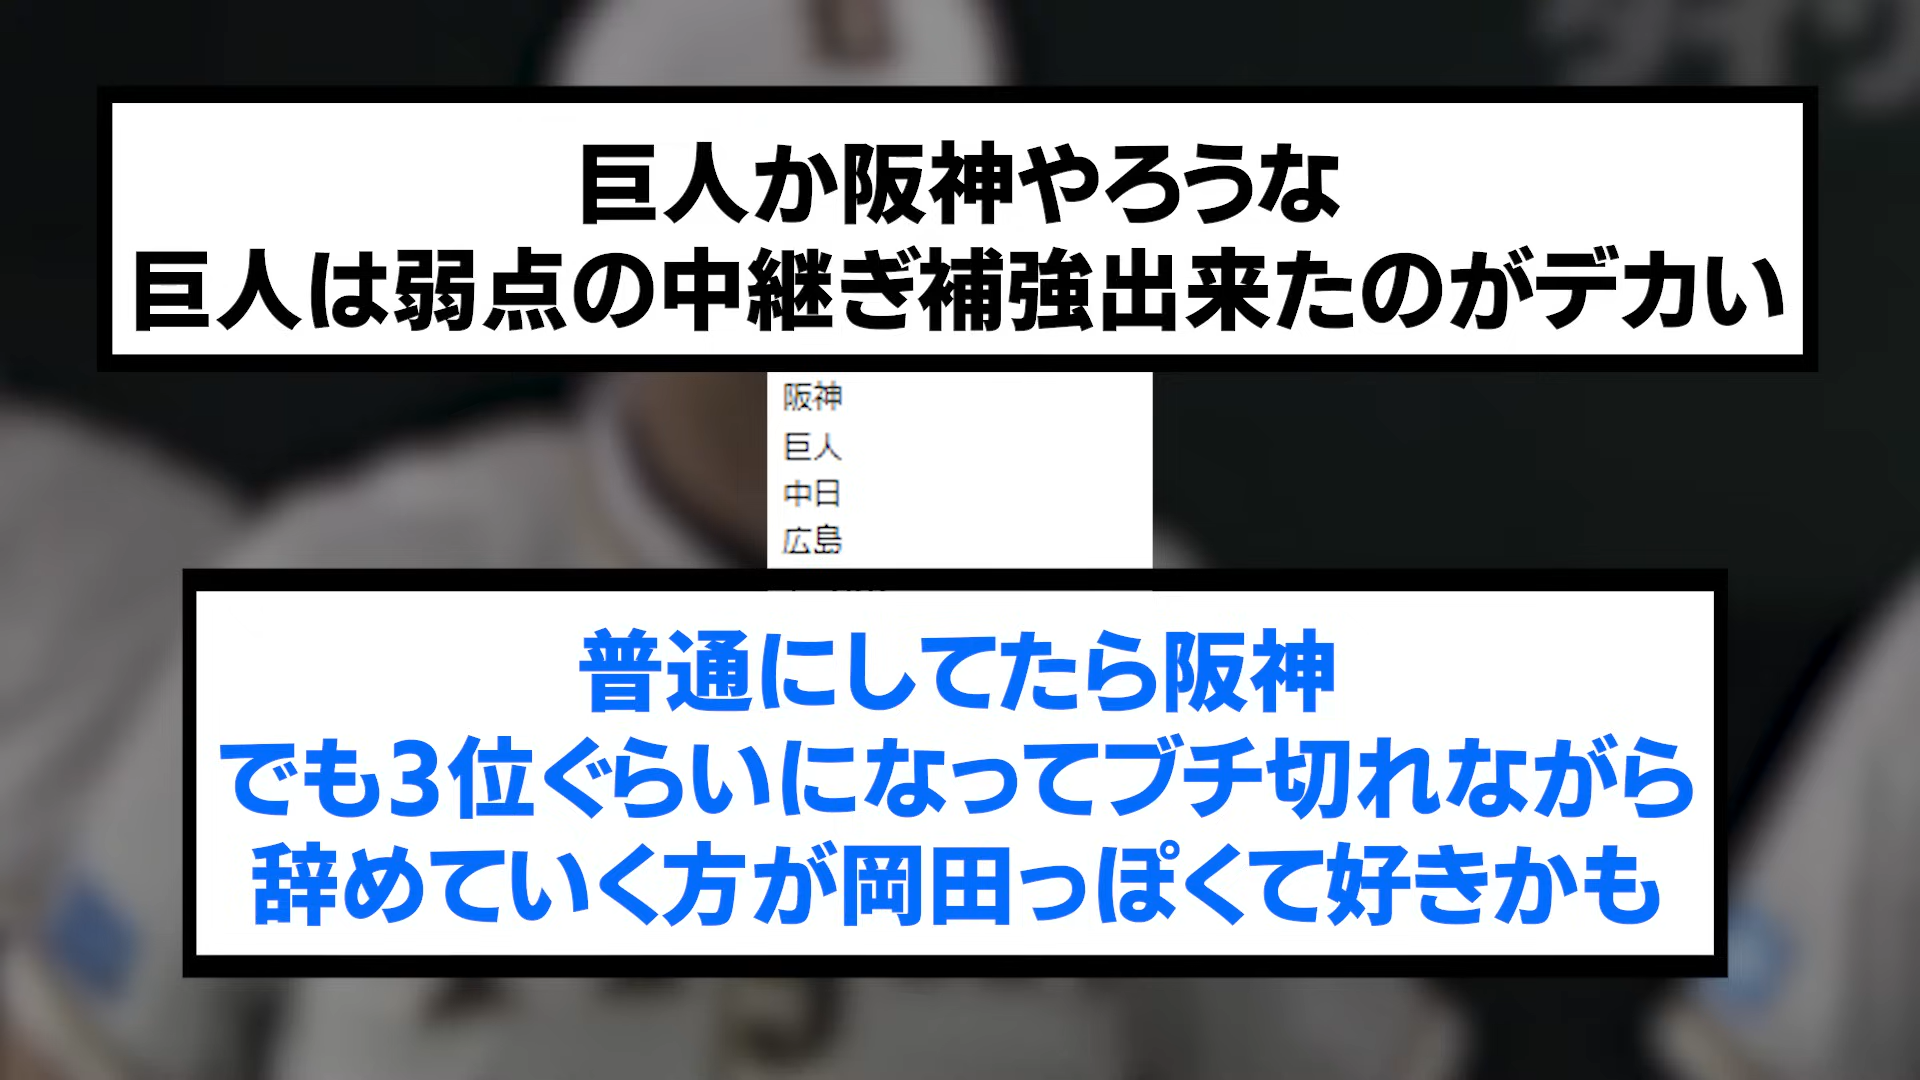 巨人か阪神やろうな
巨人は弱点の中継ぎ補強出来たのがデカい
阪神
巨人
中日
広島
普通にしてたら阪神
でも3位ぐらいになってブチ切れながら
辞めていく方が岡田っぽくて好きかも